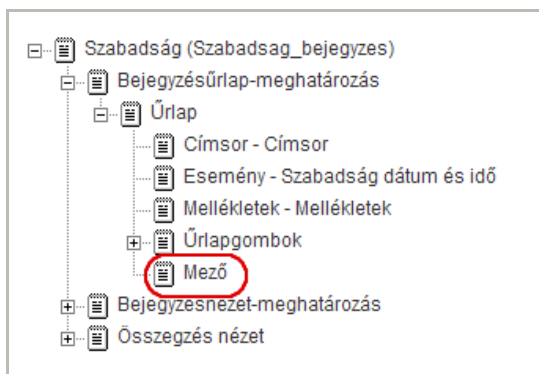 Szabadság (Szabadsag_bejegyzes)
Bejegyzésűrlap-meghatározás
Űrlap
Címsor - Címsor
Esemény - Szabadság dátum és idő
Mellékletek - Mellékletek
Űrlapgombok
Mező
Bejegyzésnézet-meghatározás
Összegzés nézet